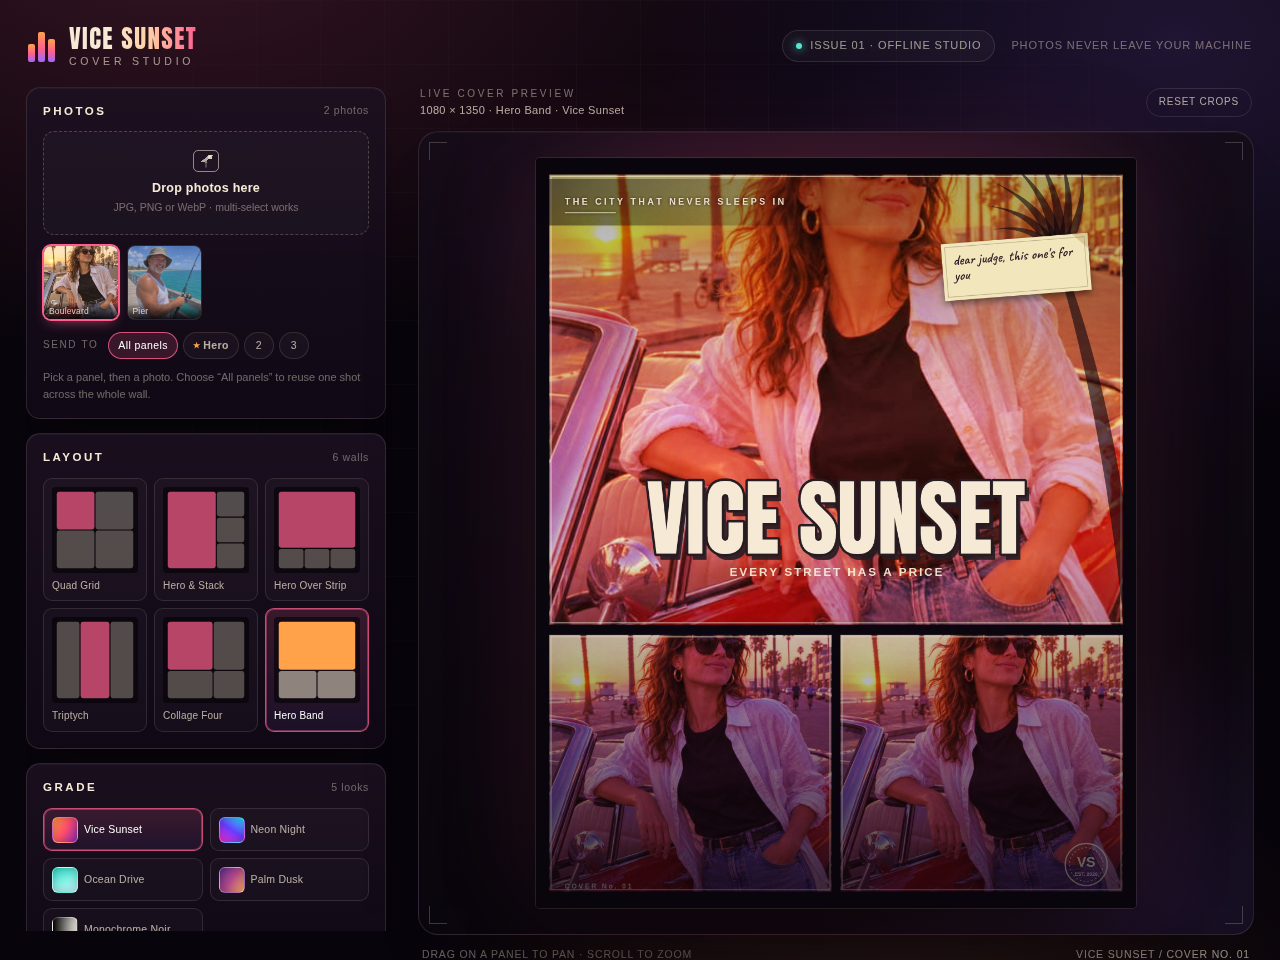 VICE SUNSET
COVER STUDIO
ISSUE 01 · OFFLINE STUDIO
PHOTOS NEVER LEAVE YOUR MACHINE
PHOTOS
2 photos
Drop photos here
JPG, PNG or WebP · multi-select works
Boulevard
Pier
SEND TO
All panels
★ Hero
2
3
Pick a panel, then a photo. Choose “All panels” to reuse one shot
across the whole wall.
LAYOUT
6 walls
Quad Grid
Hero & Stack
Hero Over Strip
Triptych
Collage Four
Hero Band
GRADE
5 looks
Vice Sunset
Neon Night
Ocean Drive
Palm Dusk
Monochrome Noir
LIVE COVER PREVIEW
1080 × 1350 · Hero Band · Vice Sunset
RESET CROPS
THE CITY THAT NEVER SLEEPS IN
dear judge, this one's for
you
VICE SUNSET
EVERY STREET HAS A PRICE
COVER No. 01
VS
EST. 2026
DRAG ON A PANEL TO PAN · SCROLL TO ZOOM
VICE SUNSET / COVER NO. 01